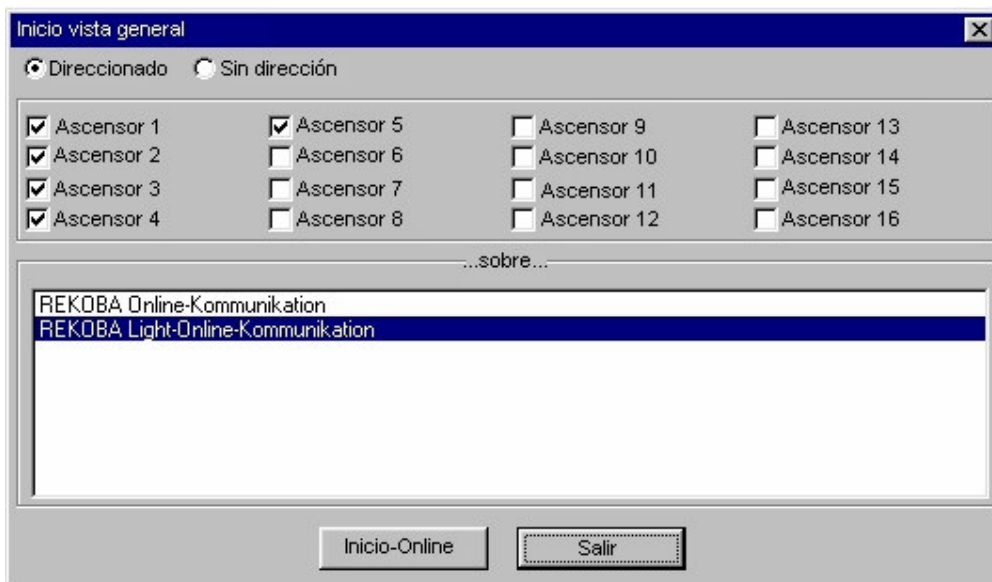 Inicio vista general
Direccionado Sin dirección
Ascensor 1 Ascensor 5 Ascensor 9 Ascensor 13
Ascensor 2 Ascensor 6 Ascensor 10 Ascensor 14
Ascensor 3 Ascensor 7 Ascensor 11 Ascensor 15
Ascensor 4 Ascensor 8 Ascensor 12 Ascensor 16
...sobre...
REKOBA Online-Kommunikation
REKOBA Light-Online-Kommunikation
Inicio-Online Salir